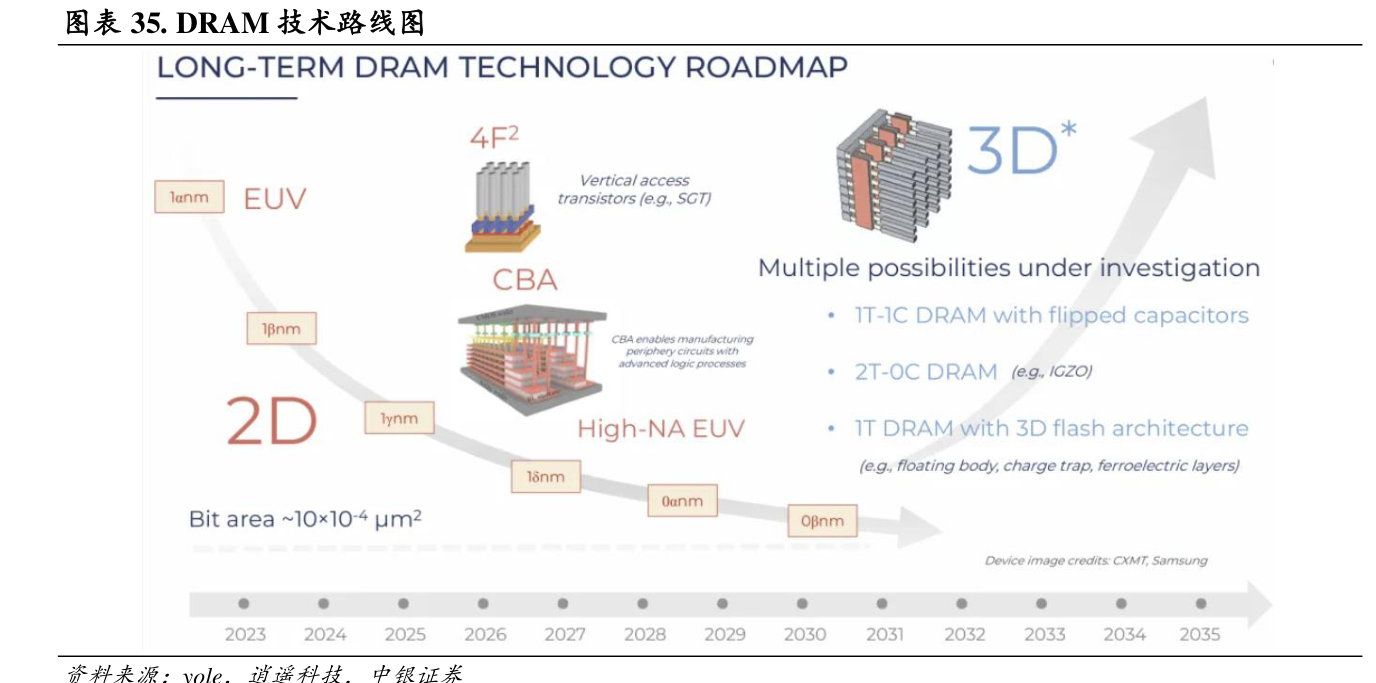 图表 35. DRAM 技术路线图
LONG-TERM DRAM TECHNOLOGY ROADMAP
1αnm
EUV
1βnm
2D
1γnm
1δnm
0αnm
0βnm
Bit area ~10×10⁻⁴ µm²
4F²
Vertical access
transistors (e.g., SGT)
CBA
CBA enables manufacturing
periphery circuits with
advanced logic processes
High-NA EUV
3D*
Multiple possibilities under investigation
• 1T-1C DRAM with flipped capacitors
• 2T-0C DRAM (e.g., IGZO)
• 1T DRAM with 3D flash architecture
(e.g., floating body, charge trap, ferroelectric layers)
Device image credits: CXMT, Samsung
2023 2024 2025 2026 2027 2028 2029 2030 2031 2032 2033 2034 2035
资料来源：yole，逍遥科技，中银证券